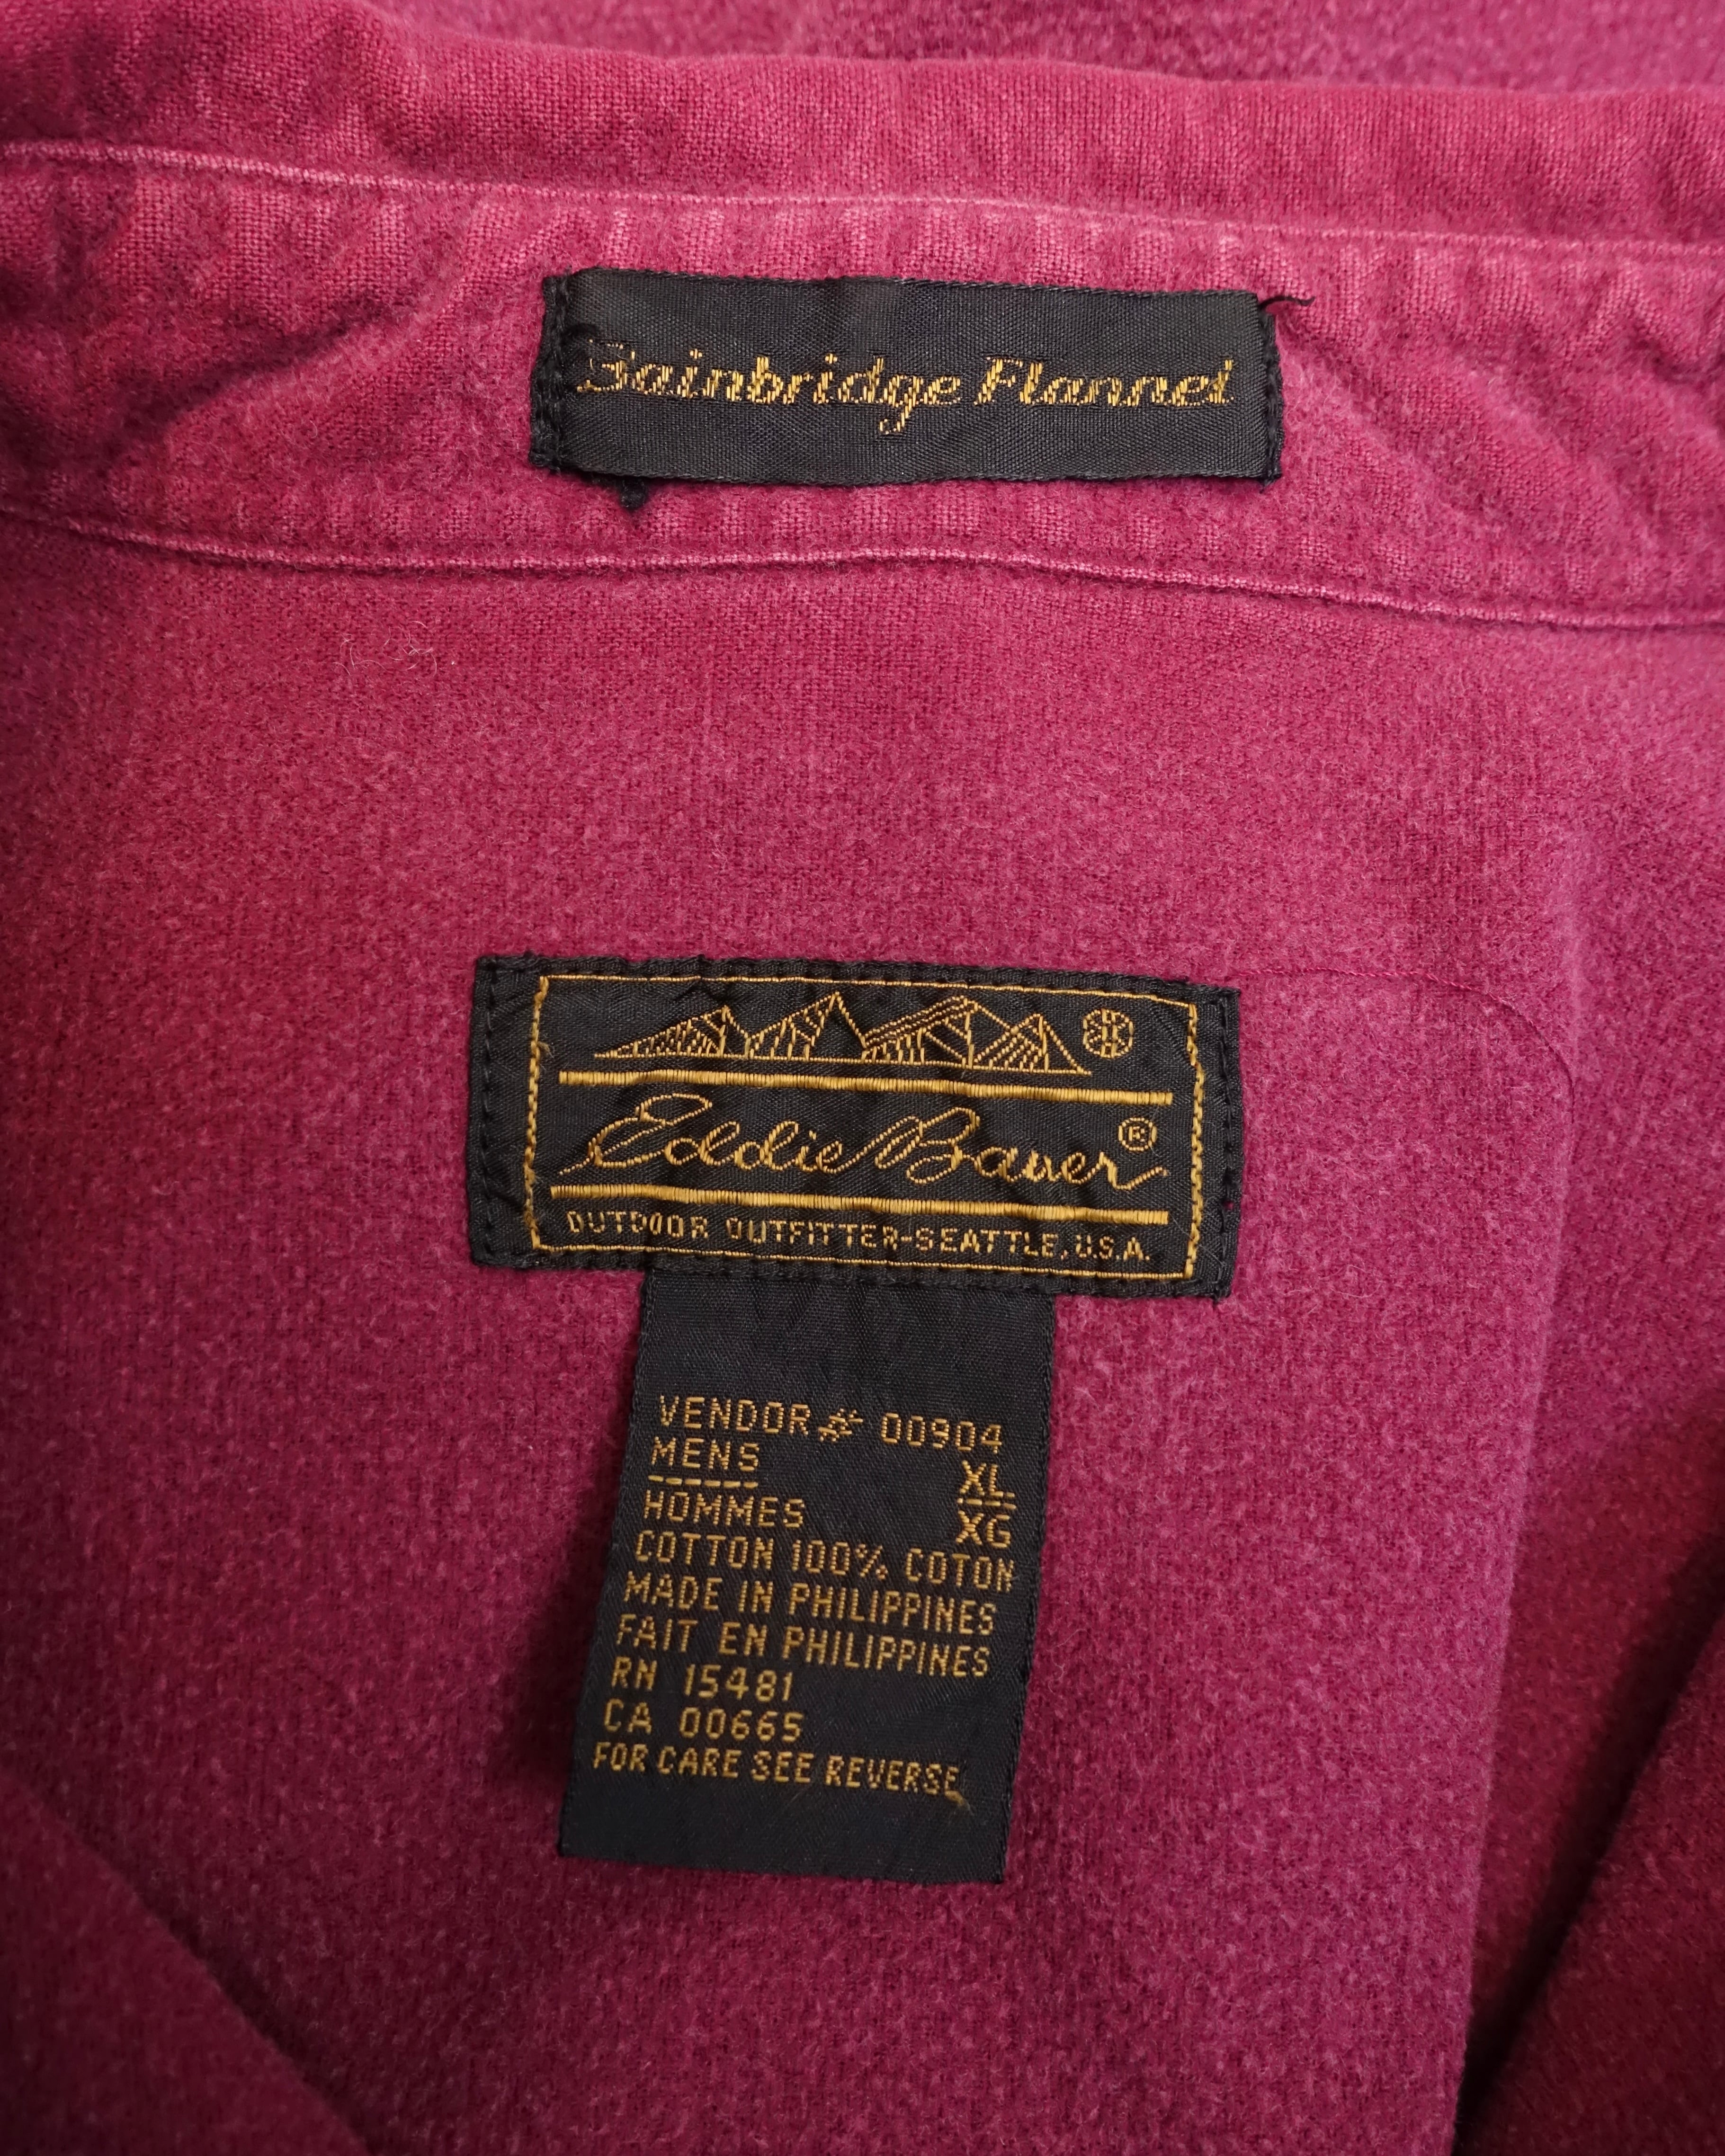 Bainbridge Flannel
Eddie Bauer ®
OUTDOOR OUTFITTER-SEATTLE, U.S.A.
VENDOR # 00904
MENS XL
HOMMES XG
COTTON 100% COTON
MADE IN PHILIPPINES
FAIT EN PHILIPPINES
RN 15481
CA 00665
FOR CARE SEE REVERSE